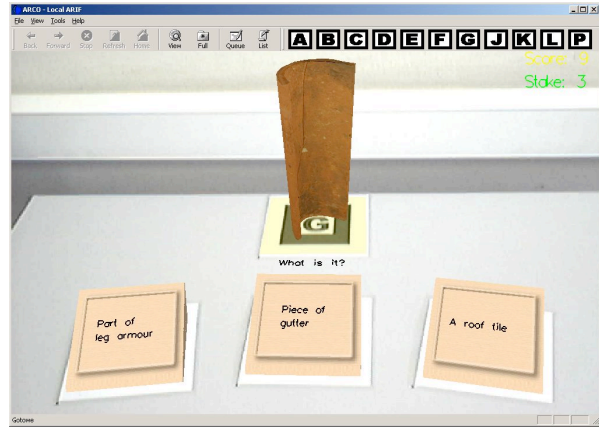 ARCO - Local ARIF
File View Tools Help
Back Forward Stop Refresh Home View Full Queue List
A B C D E F G J K L P
Score: 9
Stake: 3
G
What is it?
Part of
leg armour
Piece of
gutter
A roof tile
Gotowe